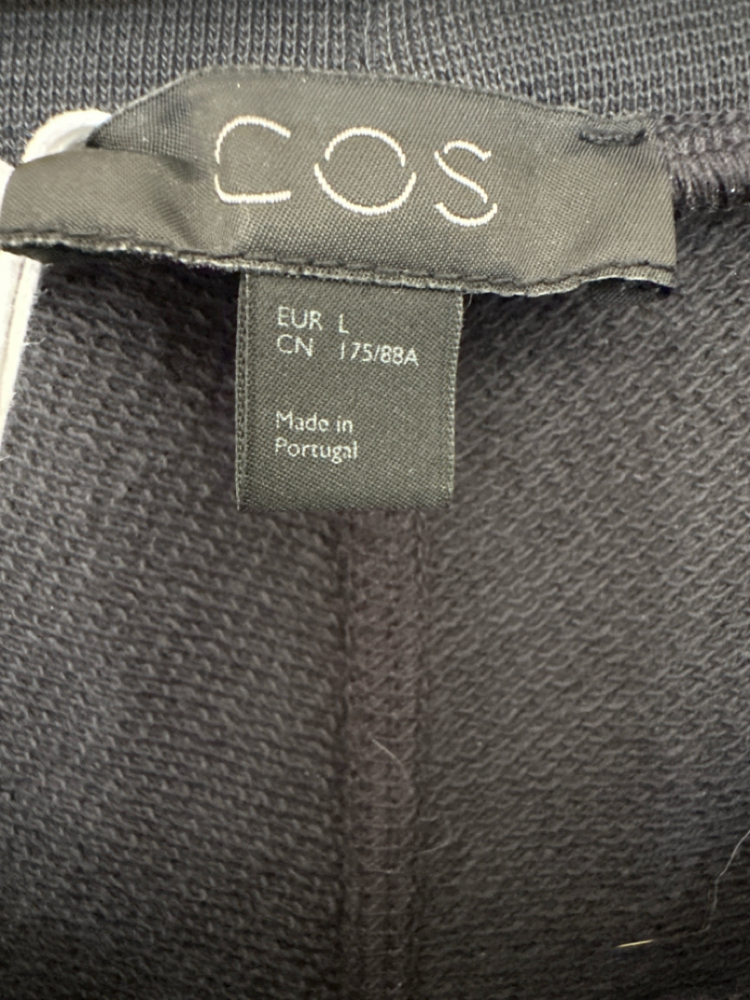 COS
EUR L
CN 175/88A
Made in
Portugal